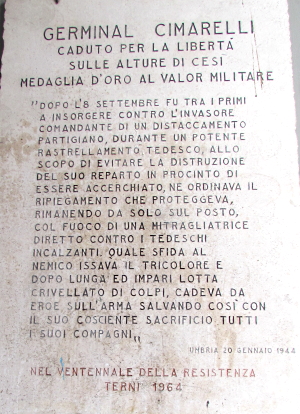 GERMINAL CIMARELLI
CADUTO PER LA LIBERTÀ
SULLE ALTURE DI CESI
MEDAGLIA D'ORO AL VALOR MILITARE
"DOPO L'8 SETTEMBRE FU TRA I PRIMI
A INSORGERE CONTRO L'INVASORE
COMANDANTE DI UN DISTACCAMENTO
PARTIGIANO, DURANTE UN POTENTE
RASTRELLAMENTO TEDESCO, ALLO
SCOPO DI EVITARE LA DISTRUZIONE
DEL SUO REPARTO IN PROCINTO DI
ESSERE ACCERCHIATO, NE ORDINAVA IL
RIPIEGAMENTO CHE PROTEGGEVA,
RIMANENDO DA SOLO SUL POSTO,
COL FUOCO DI UNA MITRAGLIATRICE
DIRETTO CONTRO I TEDESCHI
INCALZANTI. QUALE SFIDA AL
NEMICO ISSAVA IL TRICOLORE E
DOPO LUNGA ED IMPARI LOTTA
CRIVELLATO DI COLPI, CADEVA DA
EROE SULL'ARMA SALVANDO COSÌ CON
IL SUO COSCIENTE SACRIFICIO TUTTI
I SUOI COMPAGNI"
UMBRIA 20 GENNAIO 1944
NEL VENTENNALE DELLA RESISTENZA
TERNI 1964